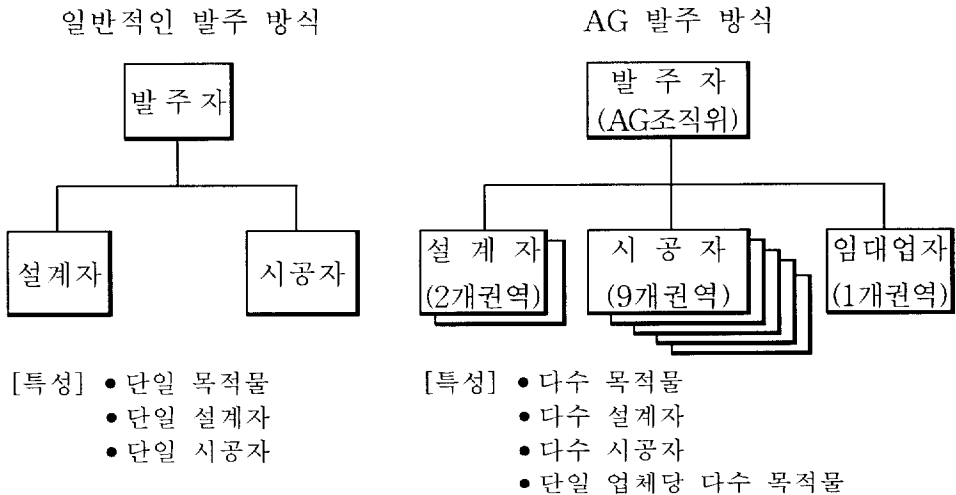 일반적인 발주 방식
발주자
설계자
시공자
[특성] • 단일 목적물
• 단일 설계자
• 단일 시공자
AG 발주 방식
발 주 자
(AG조직위)
설 계 자
(2개권역)
시 공 자
(9개권역)
임대업자
(1개권역)
[특성] • 다수 목적물
• 다수 설계자
• 다수 시공자
• 단일 업체당 다수 목적물